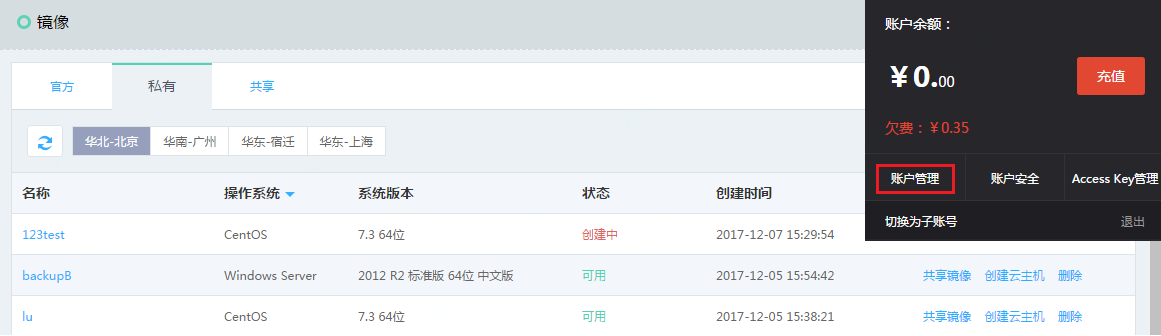 镜像
账户余额：
¥0.00 充值
欠费：¥0.35
账户管理 账户安全 Access Key管理
切换为子账号 退出
官方 私有 共享
华北-北京 华南-广州 华东-宿迁 华东-上海
名称 操作系统 系统版本 状态 创建时间
123test CentOS 7.3 64位 创建中 2017-12-07 15:29:54
backupB Windows Server 2012 R2 标准版 64位 中文版 可用 2017-12-05 15:54:42 共享镜像 创建云主机 删除
lu CentOS 7.3 64位 可用 2017-12-05 15:38:21 共享镜像 创建云主机 删除